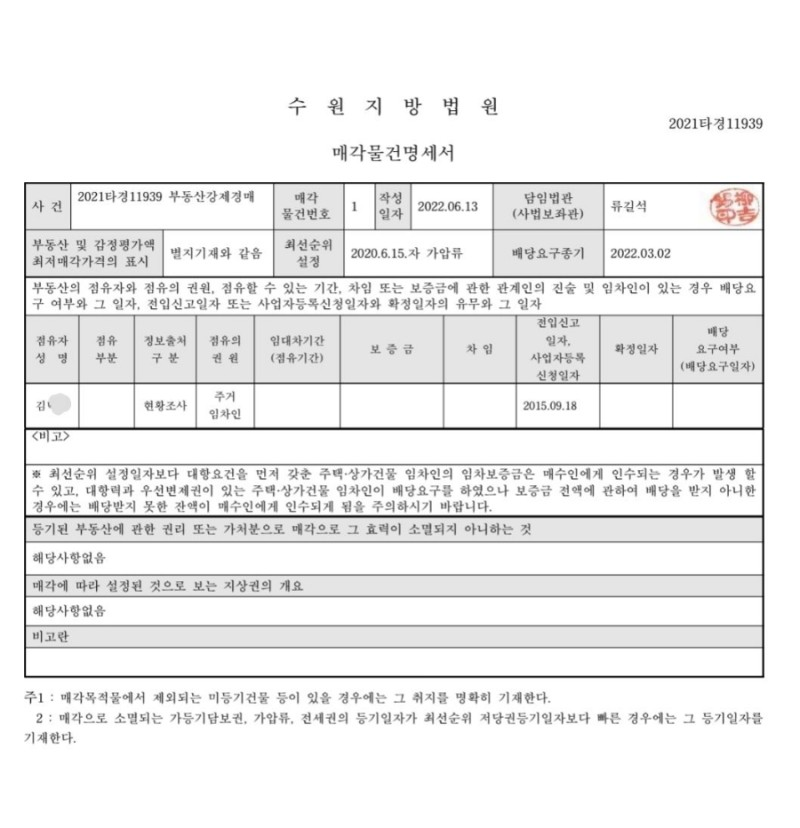 수 원 지 방 법 원
2021타경11939
매각물건명세서
사 건
2021타경11939 부동산강제경매
매각
물건번호
1
작성
일자
2022.06.13
담임법관
(사법보좌관)
류길석
부동산 및 감정평가액
최저매각가격의 표시
별지기재와 같음
최선순위
설정
2020.6.15.자 가압류
배당요구종기
2022.03.02
부동산의 점유자와 점유의 권원, 점유할 수 있는 기간, 차임 또는 보증금에 관한 관계인의 진술 및 임차인이 있는 경우 배당요
구 여부와 그 일자, 전입신고일자 또는 사업자등록신청일자와 확정일자의 유무와 그 일자
점유자
성 명
점유
부분
정보출처
구 분
점유의
권 원
임대차기간
(점유기간)
보 증 금
차 임
전입신고
일자,
사업자등록
신청일자
확정일자
배당
요구여부
(배당요구일자)
김
현황조사
주거
임차인
2015.09.18
<비고>
※ 최선순위 설정일자보다 대항요건을 먼저 갖춘 주택·상가건물 임차인의 임차보증금은 매수인에게 인수되는 경우가 발생 할
수 있고, 대항력과 우선변제권이 있는 주택·상가건물 임차인이 배당요구를 하였으나 보증금 전액에 관하여 배당을 받지 아니한
경우에는 배당받지 못한 잔액이 매수인에게 인수되게 됨을 주의하시기 바랍니다.
등기된 부동산에 관한 권리 또는 가처분으로 매각으로 그 효력이 소멸되지 아니하는 것
해당사항없음
매각에 따라 설정된 것으로 보는 지상권의 개요
해당사항없음
비고란
주1 : 매각목적물에서 제외되는 미등기건물 등이 있을 경우에는 그 취지를 명확히 기재한다.
2 : 매각으로 소멸되는 가등기담보권, 가압류, 전세권의 등기일자가 최선순위 저당권등기일자보다 빠른 경우에는 그 등기일자를
기재한다.